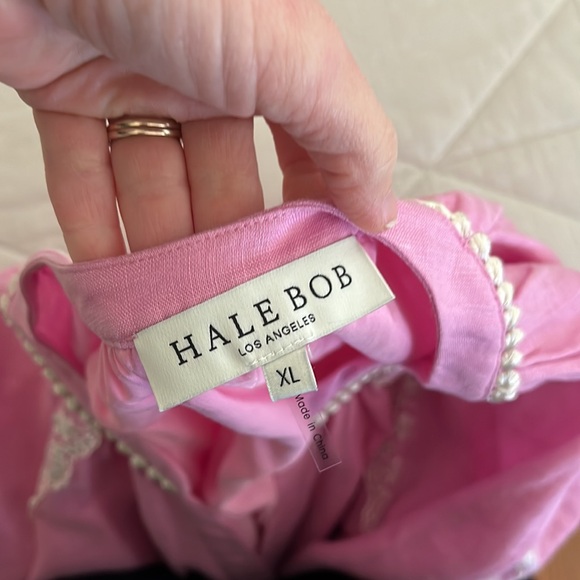 HALE BOB
LOS ANGELES
XL
Made in China